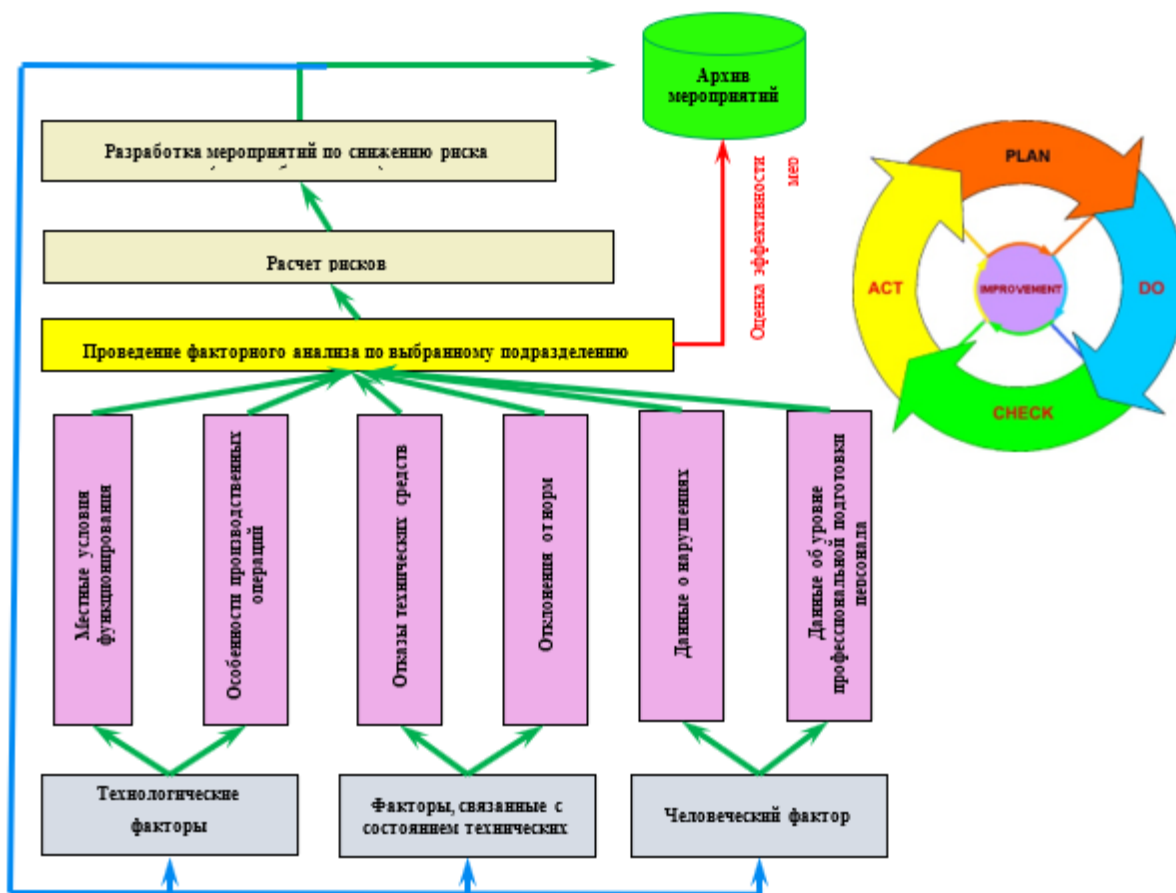 Архив
мероприятий
Разработка мероприятий по снижению риска
Оценка эффективности
мер
Расчет рисков
Проведение факторного анализа по выбранному подразделению
PLAN
DO
CHECK
ACT
IMPROVEMENT
Местные условия
функционирования
Особенности производственных
операций
Отказы технических средств
Отклонения от норм
Данные о нарушениях
Данные об уровне
профессиональной подготовки
персонала
Технологические
факторы
Факторы, связанные с
состоянием технических
Человеческий фактор